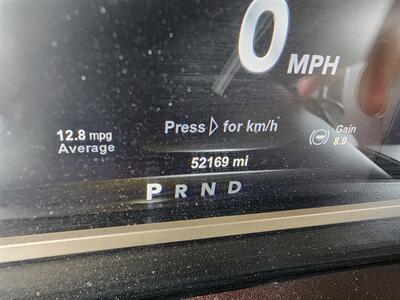 0
MPH
Press ▷ for km/h
12.8 mpg
Average
Gain
8.0
52169 mi
P R N D